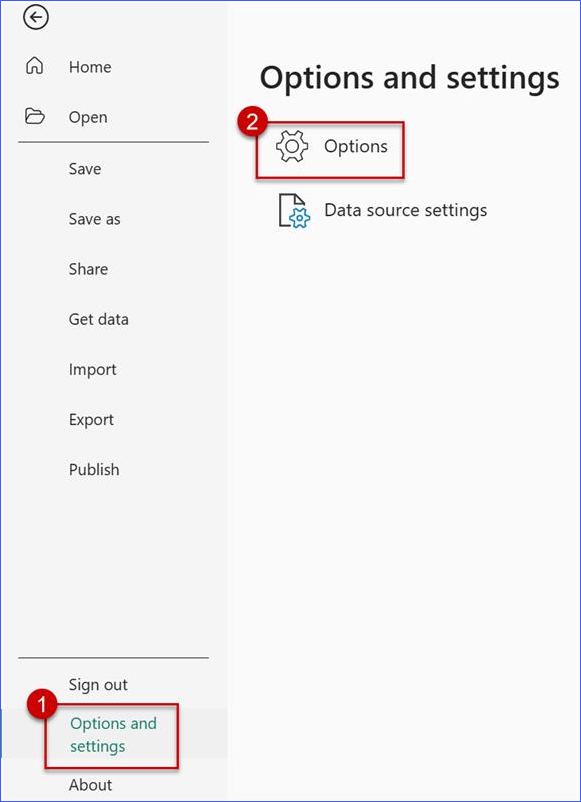 Home
Open
Save
Save as
Share
Get data
Import
Export
Publish
Sign out
1
Options and
settings
About
Options and settings
2
Options
Data source settings